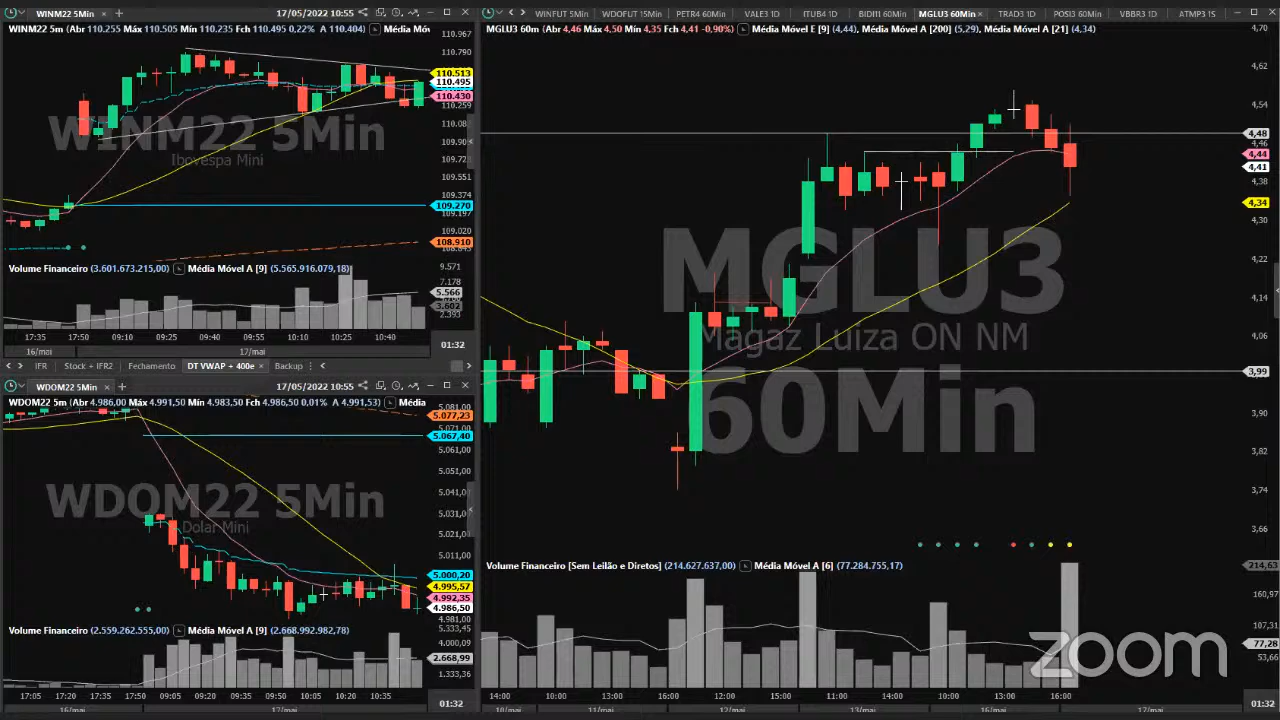 WINM22 5Min
17/05/2022 10:55
WINM22 5m (Abr 110.255 Máx 110.505 Min 110.235 Fch 110.495 0,22% A 110.404)
Média Mó
110.967
110.790
110.513
110.495
110.430
110.259
109.551
109.374
109.270
109.197
109.020
108.910
WINM22 5Min
Ibovespa Mini
Volume Financeiro (3.601.673.215,00)
Média Móvel A [9] (5.565.916.079,18)
9.571
7.178
5.566
3.602
2.393
17:35 17:50 09:10 09:25 09:40 09:55 10:10 10:25 10:40
16/mai 17/mai
01:32
IFR Stock + IFR2 Fechamento DT VWAP + 400e Backup
WDOM22 5Min
17/05/2022 10:55
WDOM22 5m (Abr 4.986,00 Máx 4.991,50 Min 4.983,50 Fch 4.986,50 0,01% A 4.991,53)
Média
5.081,00
5.077,23
5.071,00
5.067,40
5.061,00
5.051,00
5.041,00
5.031,00
5.021,00
5.011,00
5.000,20
4.995,57
4.992,35
4.986,50
4.981,00
WDOM22 5Min
Dolar Mini
Volume Financeiro (2.559.262.555,00)
Média Móvel A [9] (2.668.992.982,78)
5.333,45
4.000,09
2.668,99
1.333,36
17:05 17:20 17:35 17:50 09:05 09:20 09:35 09:50 10:05 10:20 10:35
16/mai 17/mai
01:32
WINFUT 5Min WDOFUT 15Min PETR4 60Min VALE3 1D ITUB4 1D BIDI11 60Min MGLU3 60Min TRAD3 1D POSI3 60Min VBBR3 1D ATMP3 1S
MGLU3 60m (Abr 4,46 Máx 4,50 Min 4,35 Fch 4,41 -0,90%)
Média Móvel E [9] (4,44), Média Móvel A [200] (5,29), Média Móvel A [21] (4,34)
4,70
4,62
4,54
4,48
4,46
4,44
4,41
4,38
4,34
4,30
4,22
4,14
4,06
3,99
3,90
3,82
3,74
3,66
MGLU3
Magaz Luiza ON NM
60Min
Volume Financeiro [Sem Leilão e Diretos] (214.627.637,00)
Média Móvel A [6] (77.284.755,17)
214,63
160,97
107,31
77,28
53,66
zoom
14:00 10:00 13:00 16:00 12:00 15:00 11:00 14:00 10:00 13:00 16:00
10/mai 11/mai 12/mai 13/mai 16/mai 17/mai
01:32